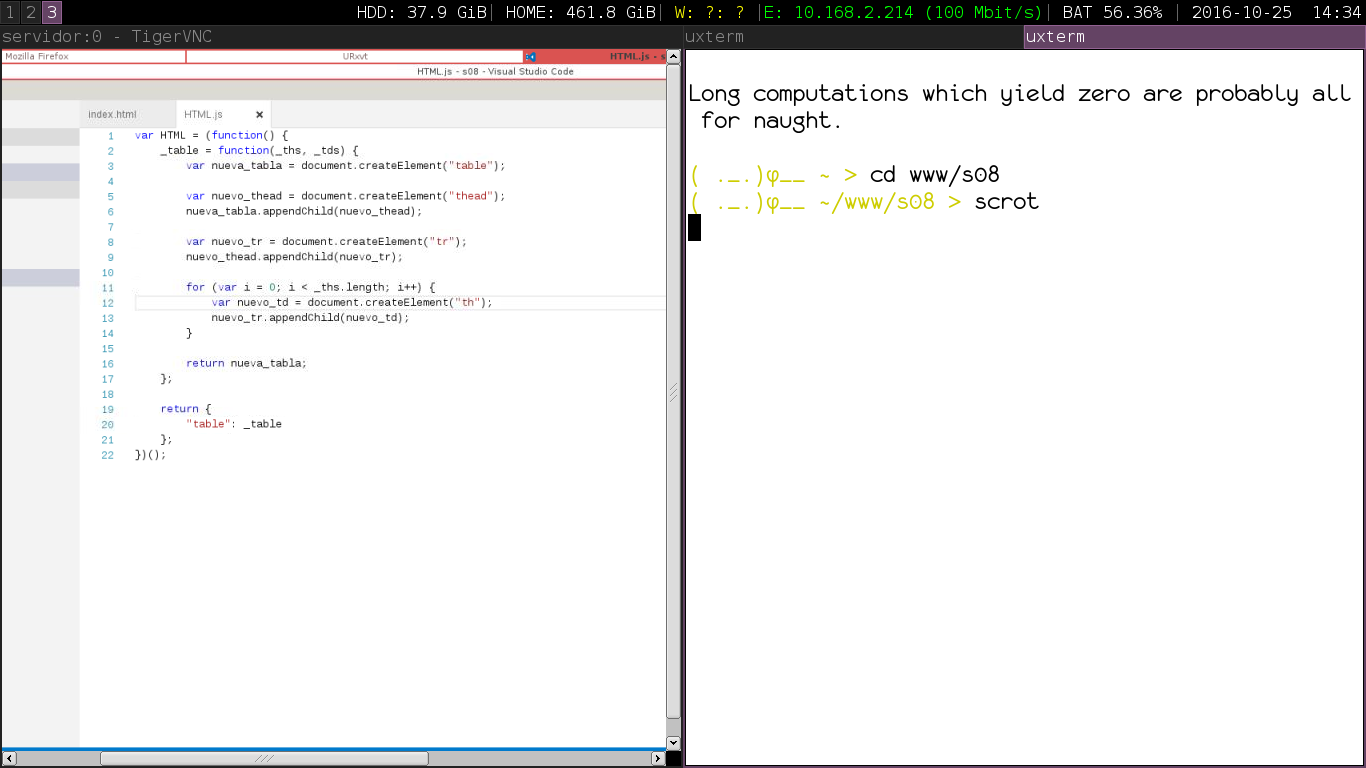 1 2 3 HDD: 37.9 GiB| HOME: 461.8 GiB| W: ?: ? |E: 10.168.2.214 (100 Mbit/s)| BAT 56.36% | 2016-10-25 14:34
servidor:0 - TigerVNC
Mozilla Firefox URxvt HTML.js - s
HTML.js - s08 - Visual Studio Code
index.html HTML.js ×
1 var HTML = (function() {
2 _table = function(_ths, _tds) {
3 var nueva_tabla = document.createElement("table");
4
5 var nuevo_thead = document.createElement("thead");
6 nueva_tabla.appendChild(nuevo_thead);
7
8 var nuevo_tr = document.createElement("tr");
9 nuevo_thead.appendChild(nuevo_tr);
10
11 for (var i = 0; i < _ths.length; i++) {
12 var nuevo_td = document.createElement("th");
13 nuevo_tr.appendChild(nuevo_td);
14 }
15
16 return nueva_tabla;
17 };
18
19 return {
20 "table": _table
21 };
22 })();
uxterm uxterm
Long computations which yield zero are probably all
for naught.
( ._.)φ__ ~ > cd www/s08
( ._.)φ__ ~/www/s08 > scrot